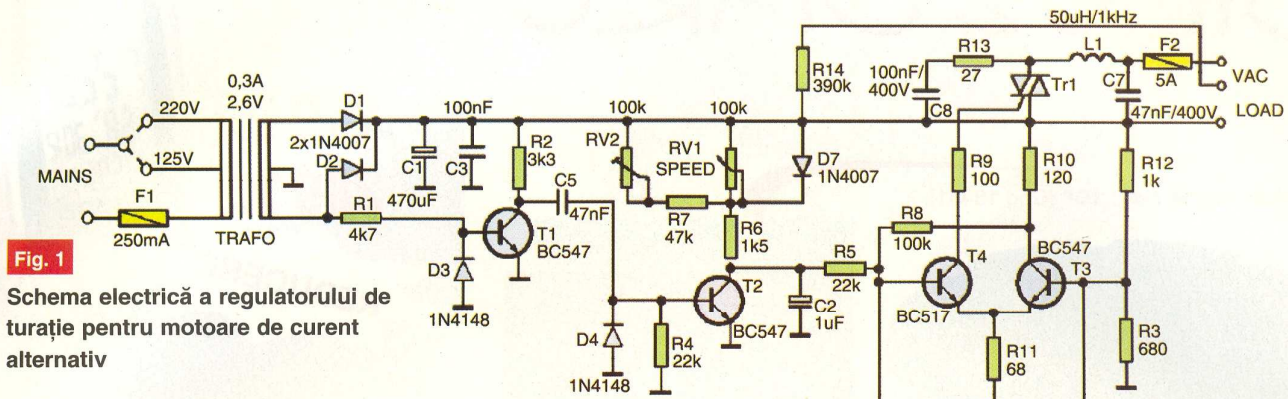 50uH/1kHz
R13
27
L1
F2
5A
VAC
R14
390k
100nF/
400V
C8
Tr1
C7
47nF/400V
LOAD
0,3A
2,6V
220V
125V
MAINS
F1
250mA
TRAFO
D1
2x1N4007
D2
R1
4k7
C1
470uF
100nF
C3
R2
3k3
C5
47nF
T1
BC547
D3
1N4148
100k
RV2
100k
RV1
SPEED
R7
47k
D7
1N4007
R6
1k5
T2
BC547
D4
1N4148
R4
22k
C2
1uF
R5
22k
R8
100k
R9
100
R10
120
R12
1k
T4
BC517
BC547
T3
R11
68
R3
680
Fig. 1
Schema electrică a regulatorului de
turație pentru motoare de curent
alternativ